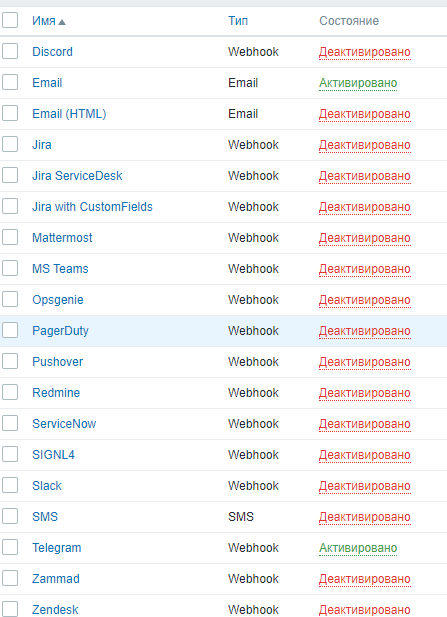 Имя Тип Состояние
Discord Webhook Деактивировано
Email Email Активировано
Email (HTML) Email Деактивировано
Jira Webhook Деактивировано
Jira ServiceDesk Webhook Деактивировано
Jira with CustomFields Webhook Деактивировано
Mattermost Webhook Деактивировано
MS Teams Webhook Деактивировано
Opsgenie Webhook Деактивировано
PagerDuty Webhook Деактивировано
Pushover Webhook Деактивировано
Redmine Webhook Деактивировано
ServiceNow Webhook Деактивировано
SIGNL4 Webhook Деактивировано
Slack Webhook Деактивировано
SMS SMS Деактивировано
Telegram Webhook Активировано
Zammad Webhook Деактивировано
Zendesk Webhook Деактивировано